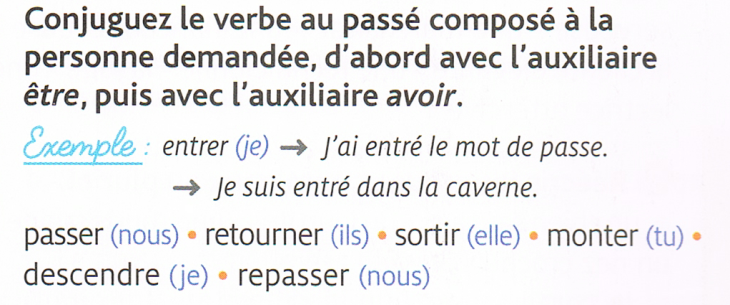 Conjuguez le verbe au passé composé à la
personne demandée, d'abord avec l'auxiliaire
être, puis avec l'auxiliaire avoir.
Exemple : entrer (je) → J'ai entré le mot de passe.
→ Je suis entré dans la caverne.
passer (nous) • retourner (ils) • sortir (elle) • monter (tu) •
descendre (je) • repasser (nous)